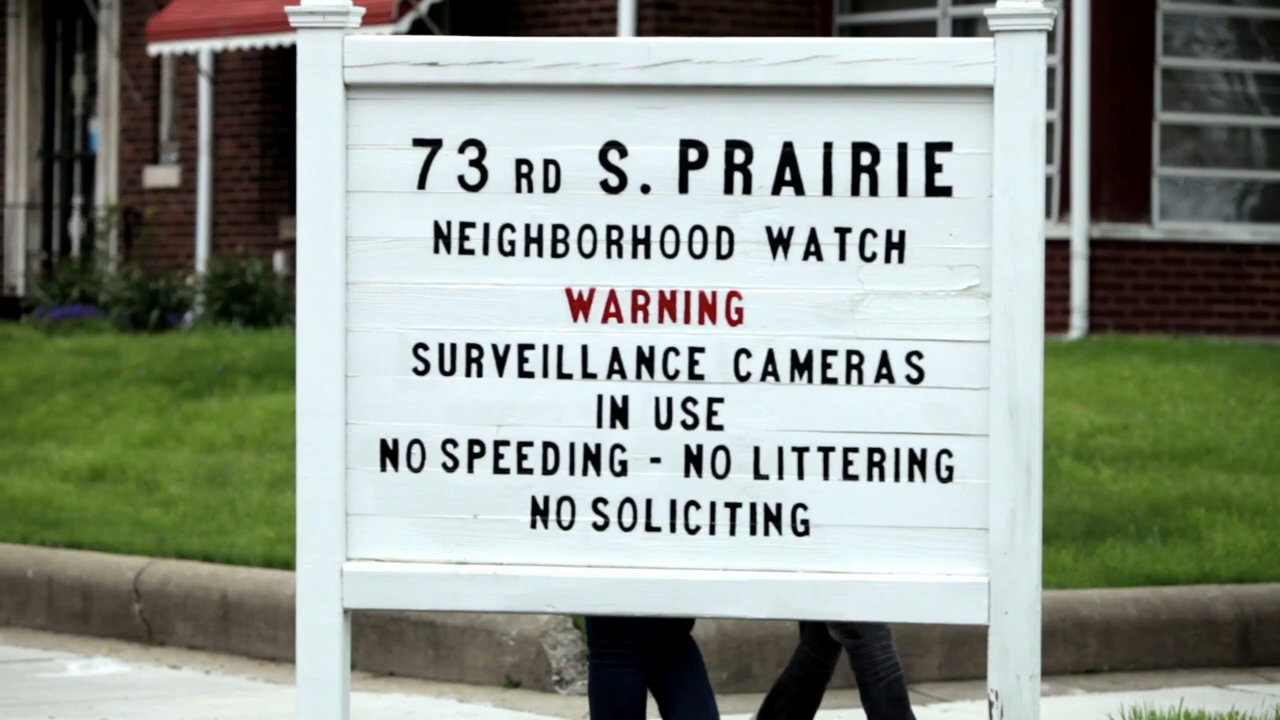 73 RD S. PRAIRIE
NEIGHBORHOOD WATCH
WARNING
SURVEILLANCE CAMERAS
IN USE
NO SPEEDING - NO LITTERING
NO SOLICITING